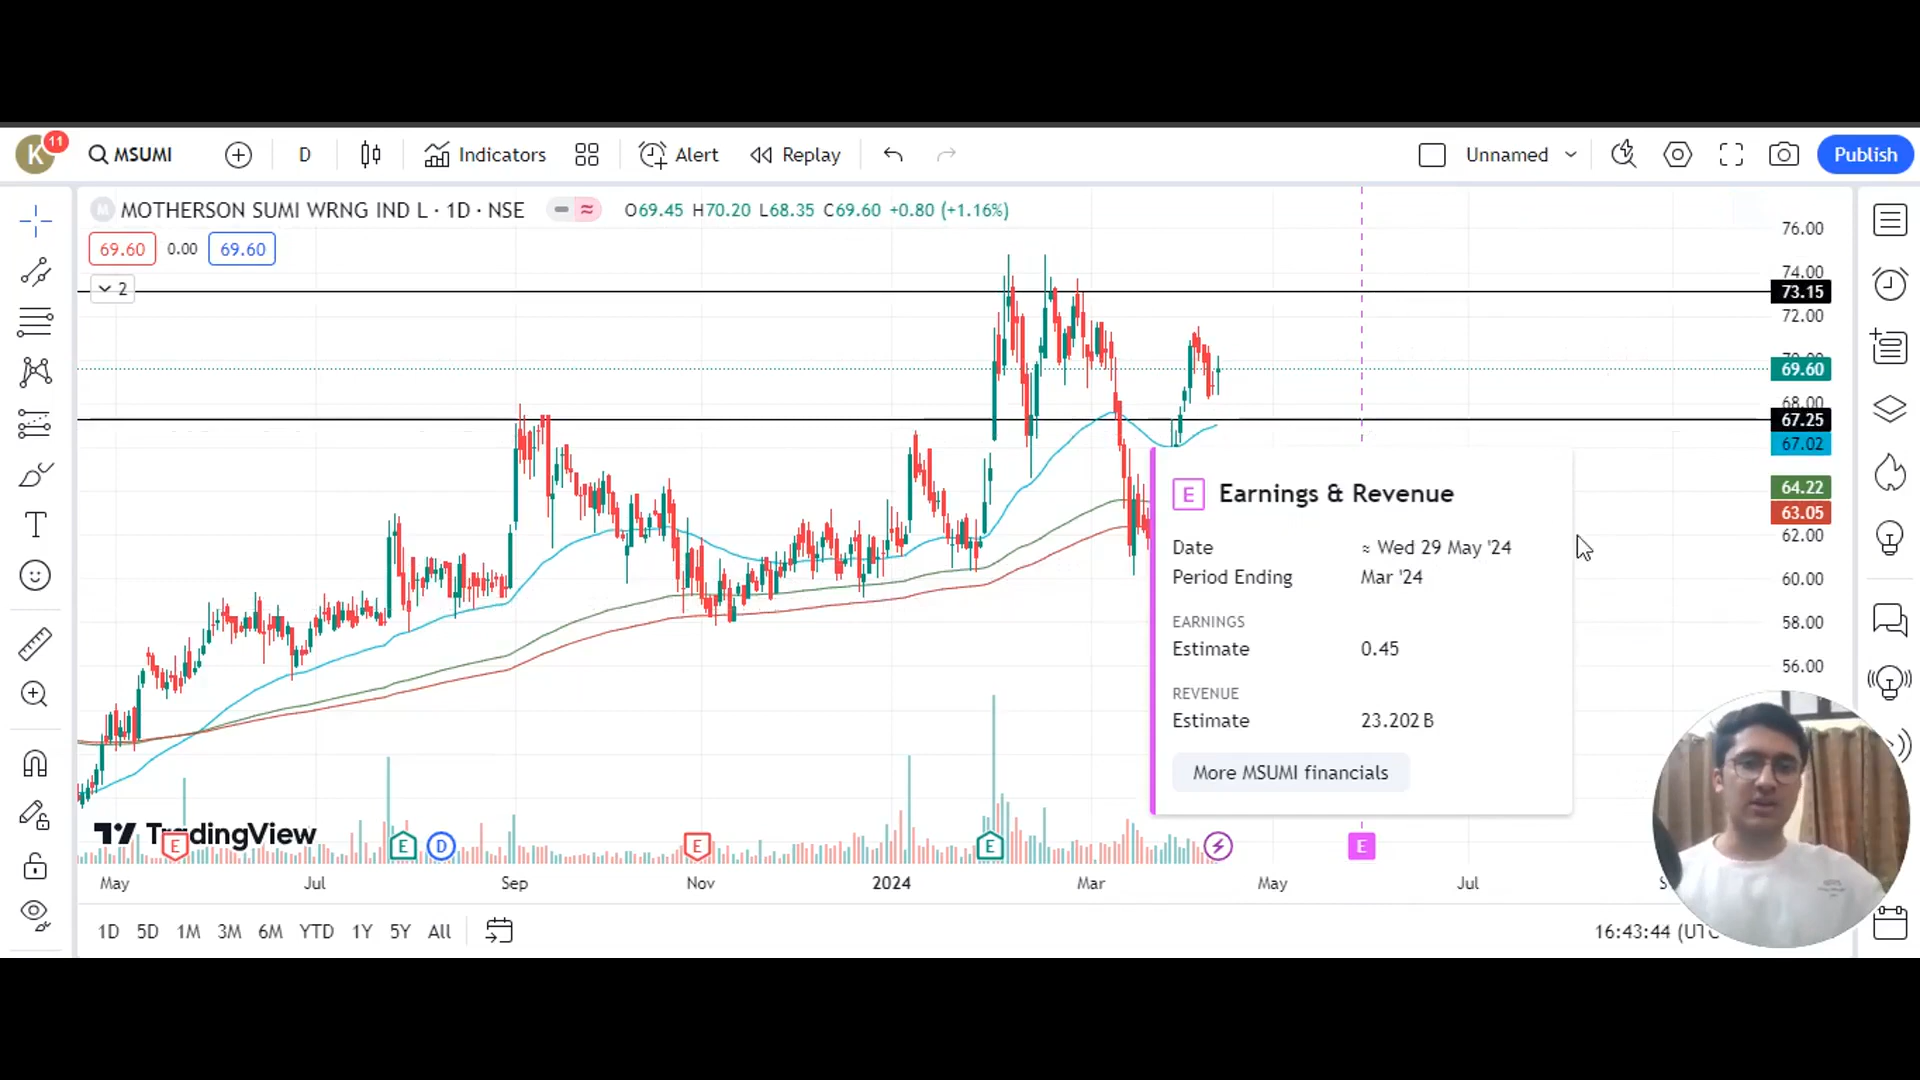 K 11 MSUMI D Indicators Alert Replay Unnamed Publish
M MOTHERSON SUMI WRNG IND L · 1D · NSE O69.45 H70.20 L68.35 C69.60 +0.80 (+1.16%)
69.60 0.00 69.60
2
76.00
74.00
73.15
72.00
69.60
68.00
67.25
67.02
64.22
63.05
62.00
60.00
58.00
56.00
E Earnings & Revenue
Date ≈ Wed 29 May '24
Period Ending Mar '24
EARNINGS
Estimate 0.45
REVENUE
Estimate 23.202 B
More MSUMI financials
TradingView
E E D E E E
May Jul Sep Nov 2024 Mar May Jul
1D 5D 1M 3M 6M YTD 1Y 5Y All 16:43:44 (UTC